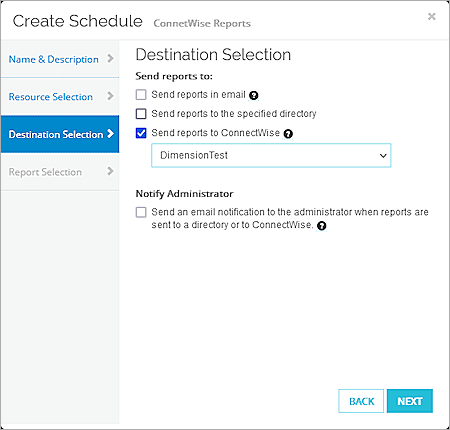 Create Schedule ConnetWise Reports
Name & Description
Resource Selection
Destination Selection
Report Selection
Destination Selection
Send reports to:
Send reports in email
Send reports to the specified directory
Send reports to ConnectWise
DimensionTest
Notify Administrator
Send an email notification to the administrator when reports are
sent to a directory or to ConnectWise.
BACK NEXT